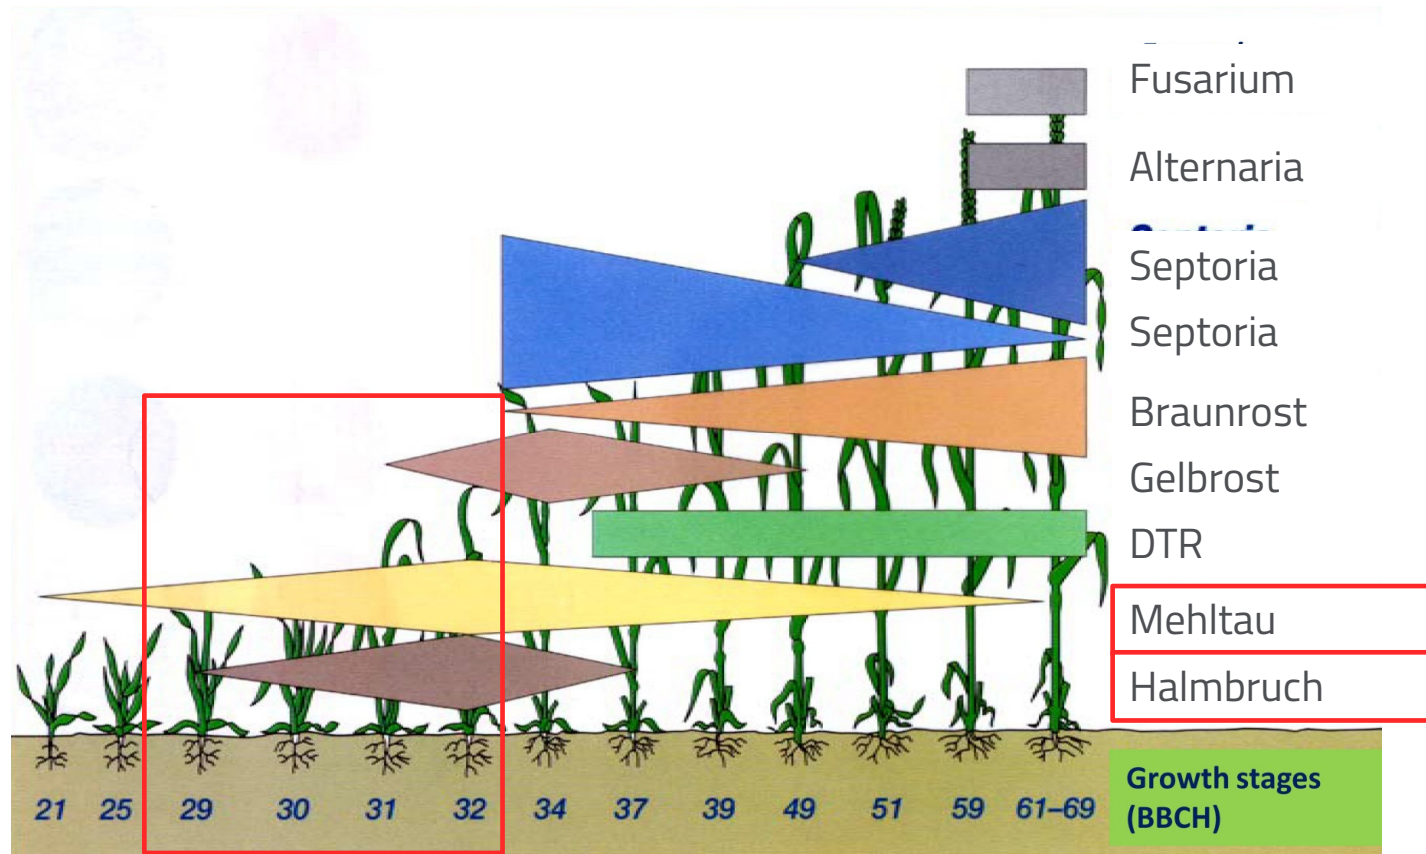 Fusarium
Alternaria
Septoria
Septoria
Braunrost
Gelbrost
DTR
Mehltau
Halmbruch
21 25 29 30 31 32 34 37 39 49 51 59 61–69
Growth stages
(BBCH)